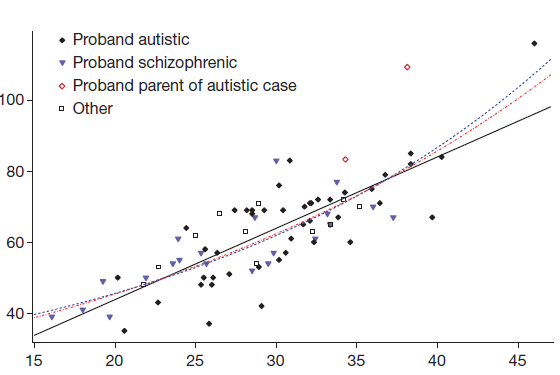 Proband autistic
Proband schizophrenic
Proband parent of autistic case
Other
100
80
60
40
15 20 25 30 35 40 45